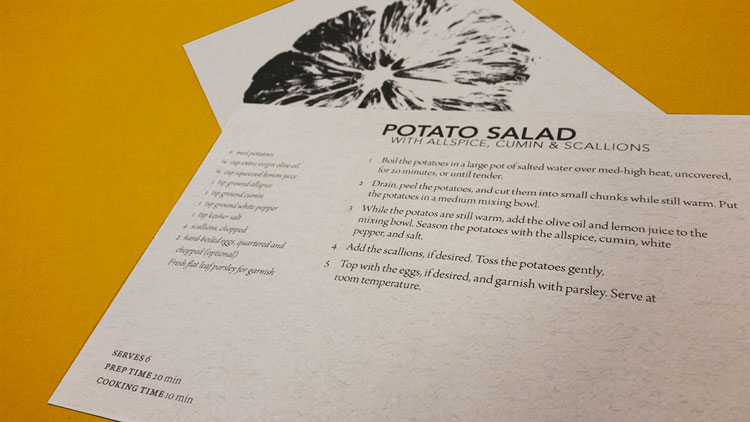 POTATO SALAD
WITH ALLSPICE, CUMIN & SCALLIONS
med potatoes
cup extra virgin olive oil
cup squeezed lemon juice
1 tsp ground allspice
1 tsp ground cumin
1 tsp ground white pepper
1 tsp kosher salt
4 scallions, chopped
2 hard-boiled eggs, quartered and
chopped (optional)
Fresh flat leaf parsley for garnish
1 Boil the potatoes in a large pot of salted water over med-high heat, uncovered,
for 20 minutes, or until tender.
2 Drain, peel the potatoes, and cut them into small chunks while still warm. Put
the potatoes in a medium mixing bowl.
3 While the potatos are still warm, add the olive oil and lemon juice to the
mixing bowl. Season the potatoes with the allspice, cumin, white
pepper, and salt.
4 Add the scallions, if desired. Toss the potatoes gently.
5 Top with the eggs, if desired, and garnish with parsley. Serve at
room temperature.
SERVES 6
PREP TIME 20 min
COOKING TIME 10 min